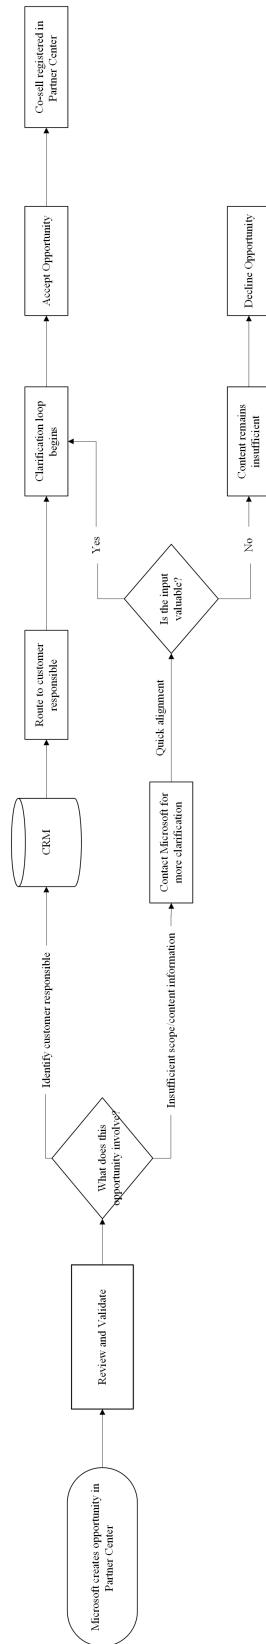 Microsoft creates opportunity in
Partner Center
Review and Validate
What does this
opportunity involve?
Identify customer responsible
CRM
Route to customer
responsible
Clarification loop
begins
Accept Opportunity
Co-sell registered in
Partner Center
Insufficient scope/content information
Contact Microsoft for
more clarification
Quick alignment
Is the input
valuable?
Yes
No
Content remains
insufficient
Decline Opportunity